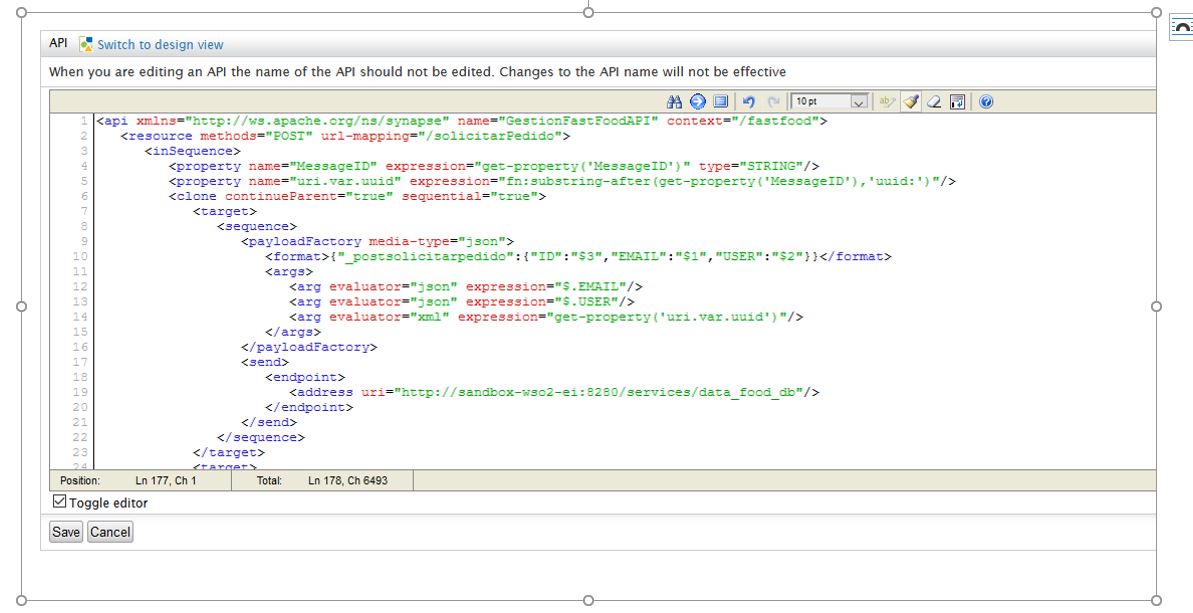 API Switch to design view
When you are editing an API the name of the API should not be edited. Changes to the API name will not be effective
10 pt
1 <api xmlns="http://ws.apache.org/ns/synapse" name="GestionFastFoodAPI" context="/fastfood">
2 <resource methods="POST" url-mapping="/solicitarPedido">
3 <inSequence>
4 <property name="MessageID" expression="get-property('MessageID')" type="STRING"/>
5 <property name="uri.var.uuid" expression="fn:substring-after(get-property('MessageID'),'uuid:')"/>
6 <clone continueParent="true" sequential="true">
7 <target>
8 <sequence>
9 <payloadFactory media-type="json">
10 <format>{"_postsolicitarpedido":{"ID":"$3","EMAIL":"$1","USER":"$2"}}</format>
11 <args>
12 <arg evaluator="json" expression="$.EMAIL"/>
13 <arg evaluator="json" expression="$.USER"/>
14 <arg evaluator="xml" expression="get-property('uri.var.uuid')"/>
15 </args>
16 </payloadFactory>
17 <send>
18 <endpoint>
19 <address uri="http://sandbox-wso2-ei:8280/services/data_food_db"/>
20 </endpoint>
21 </send>
22 </sequence>
23 </target>
24 <target>
Position: Ln 177, Ch 1 Total: Ln 178, Ch 6493
Toggle editor
Save Cancel